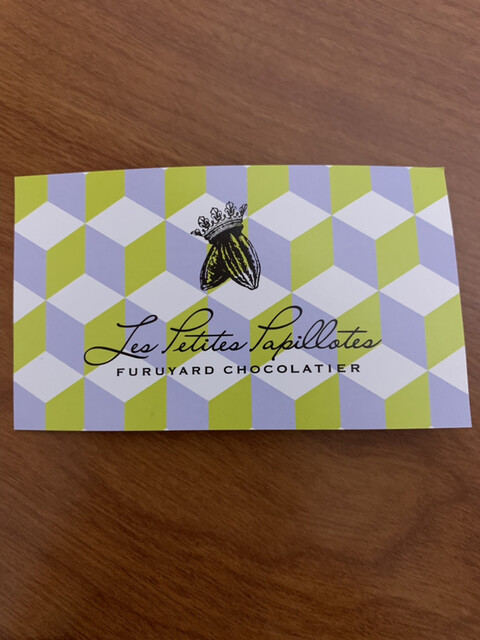 Les Petites Papillotes
FURUYARD CHOCOLATIER